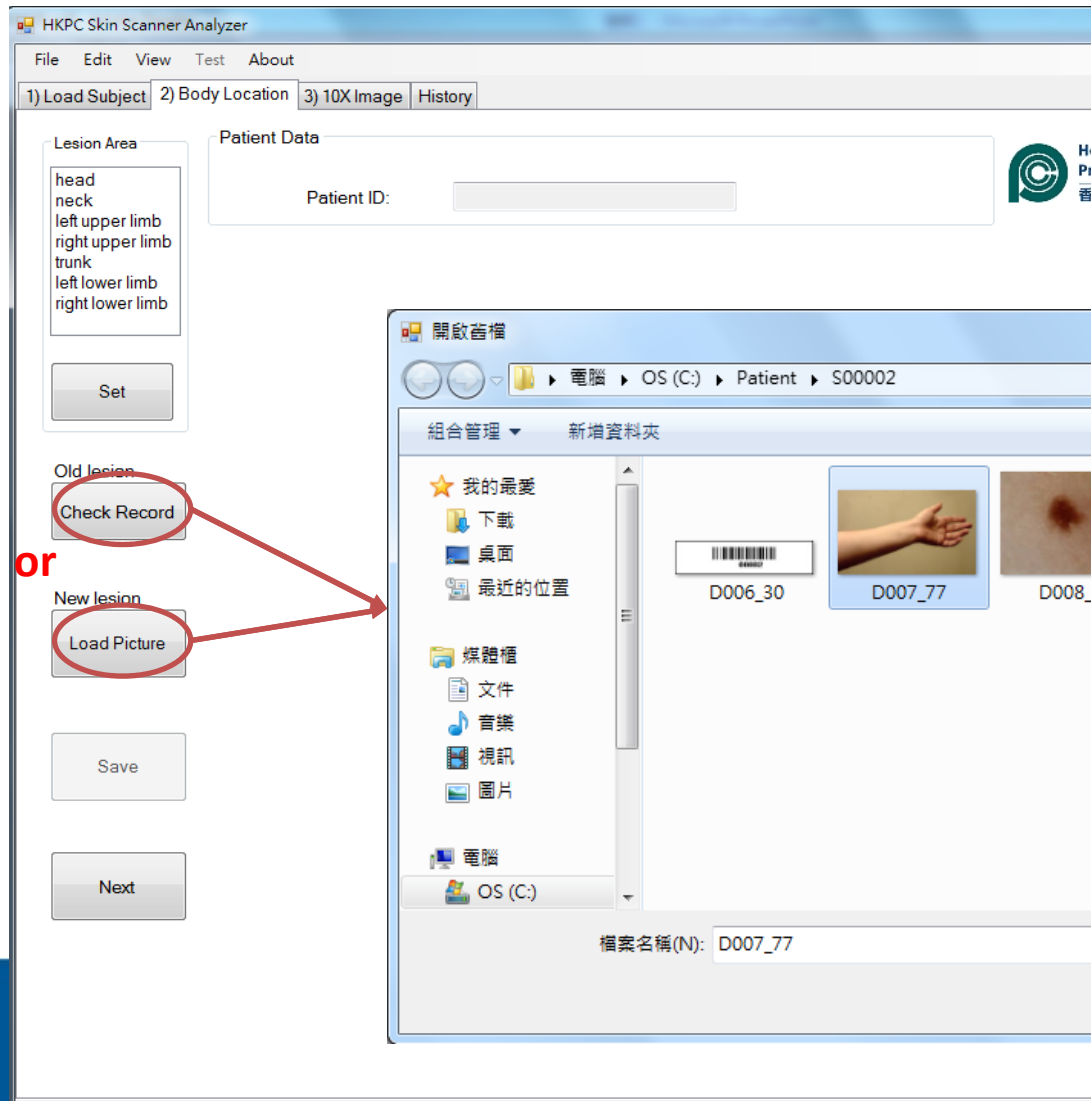 HKPC Skin Scanner Analyzer
File Edit View Test About
1) Load Subject 2) Body Location 3) 10X Image History
Lesion Area
head
neck
left upper limb
right upper limb
trunk
left lower limb
right lower limb
Set
Patient Data
Patient ID:
香
Old lesion
Check Record
or
New lesion
Load Picture
Save
Next
開啟舊檔
電腦 OS (C:) Patient S00002
組合管理 新增資料夾
我的最愛
下載
桌面
最近的位置
媒體櫃
文件
音樂
視訊
圖片
電腦
OS (C:)
D006_30 D007_77 D008_
檔案名稱(N): D007_77